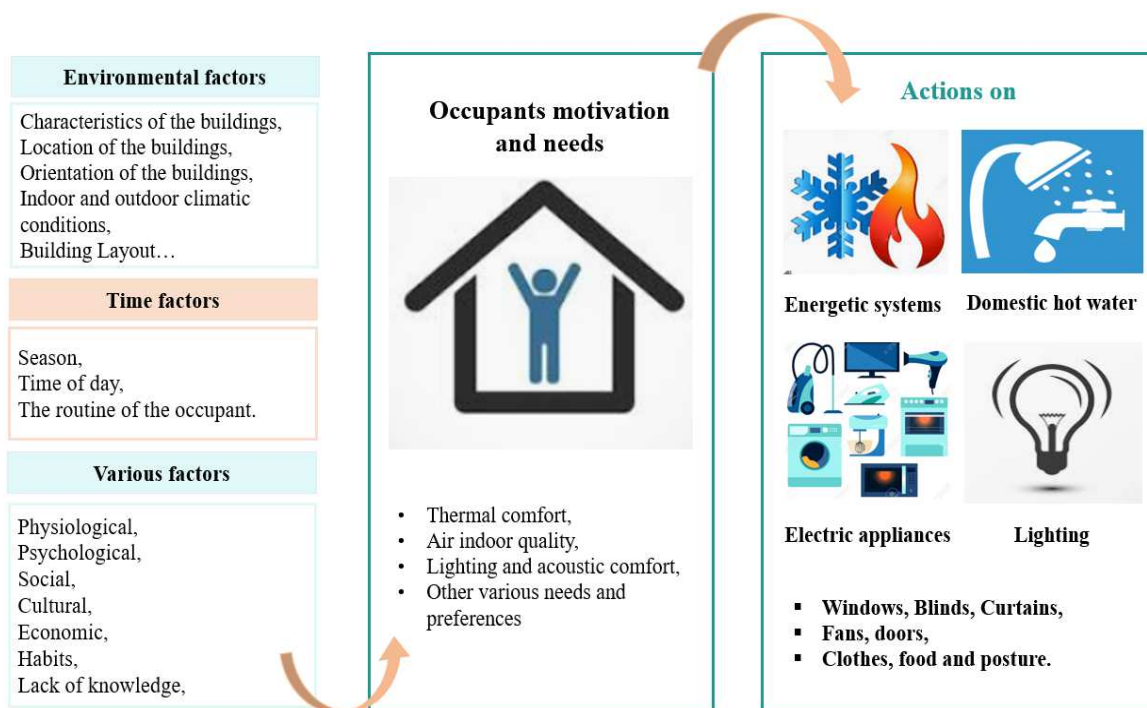 Environmental factors
Characteristics of the buildings,
Location of the buildings,
Orientation of the buildings,
Indoor and outdoor climatic
conditions,
Building Layout…
Time factors
Season,
Time of day,
The routine of the occupant.
Various factors
Physiological,
Psychological,
Social,
Cultural,
Economic,
Habits,
Lack of knowledge,
Occupants motivation
and needs
• Thermal comfort,
• Air indoor quality,
• Lighting and acoustic comfort,
• Other various needs and
preferences
Actions on
Energetic systems
Domestic hot water
Electric appliances
Lighting
▪ Windows, Blinds, Curtains,
▪ Fans, doors,
▪ Clothes, food and posture.